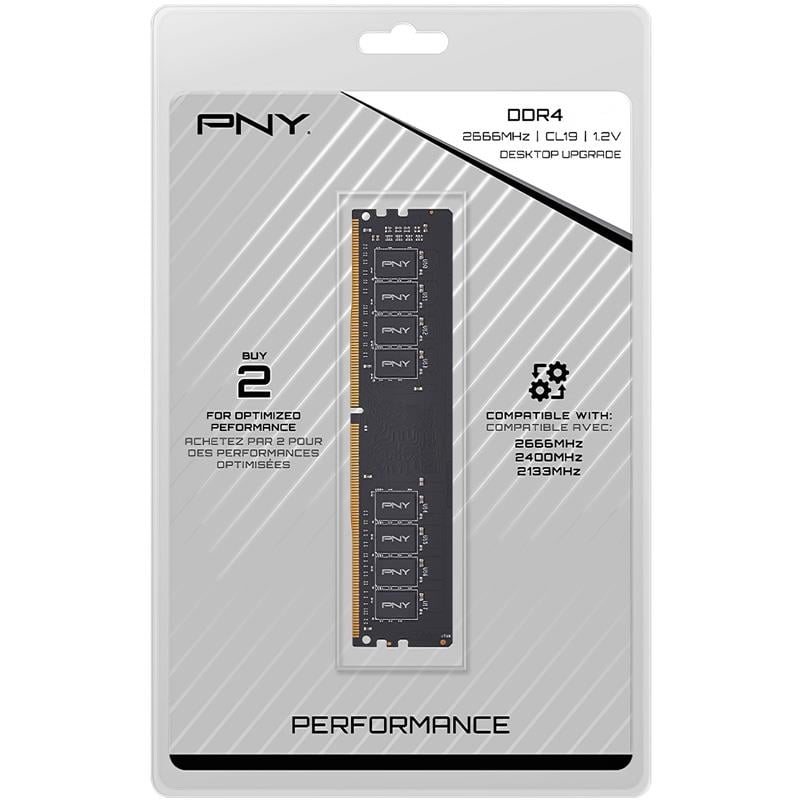 PNY.
DDR4
2666MHz | CL19 | 1.2V
DESKTOP UPGRADE
BUY
2
FOR OPTIMIZED
PEFORMANCE
ACHETEZ PAR 2 POUR
DES PERFORMANCES
OPTIMISÉES
COMPATIBLE WITH:
COMPATIBLE AVEC:
2666MHz
2400MHz
2133MHz
PNY
PNY
PNY
PNY
PNY
PNY
PNY
PNY
PERFORMANCE